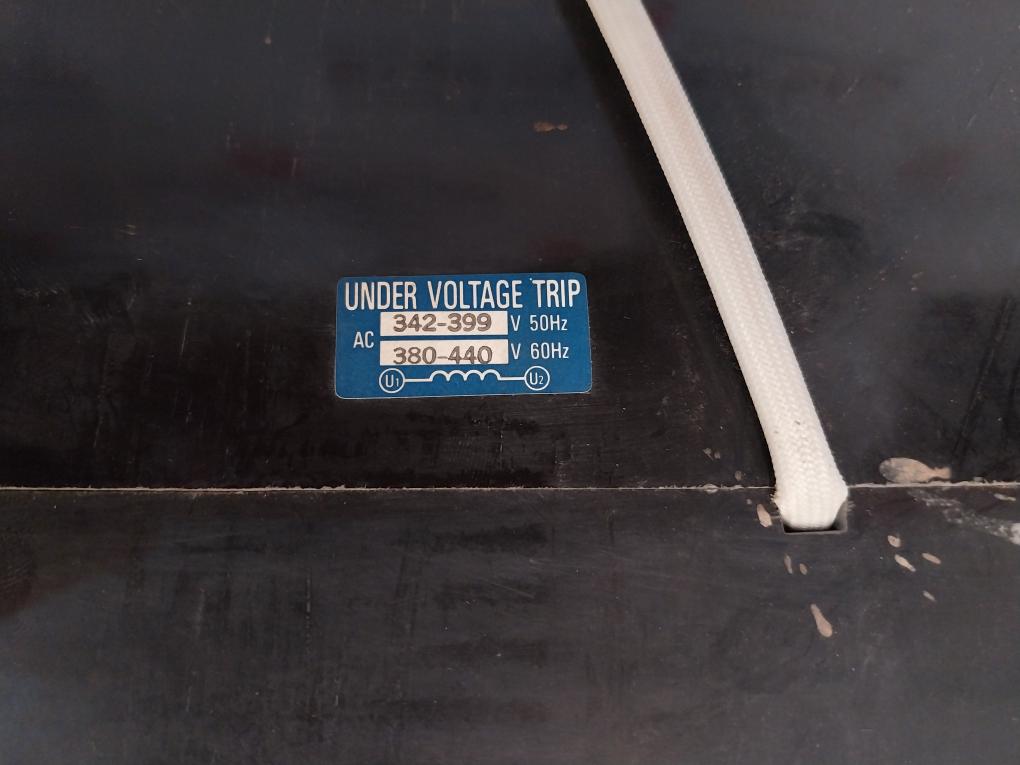 UNDER VOLTAGE TRIP
AC 342-399 V 50Hz
380-440 V 60Hz
U1 U2